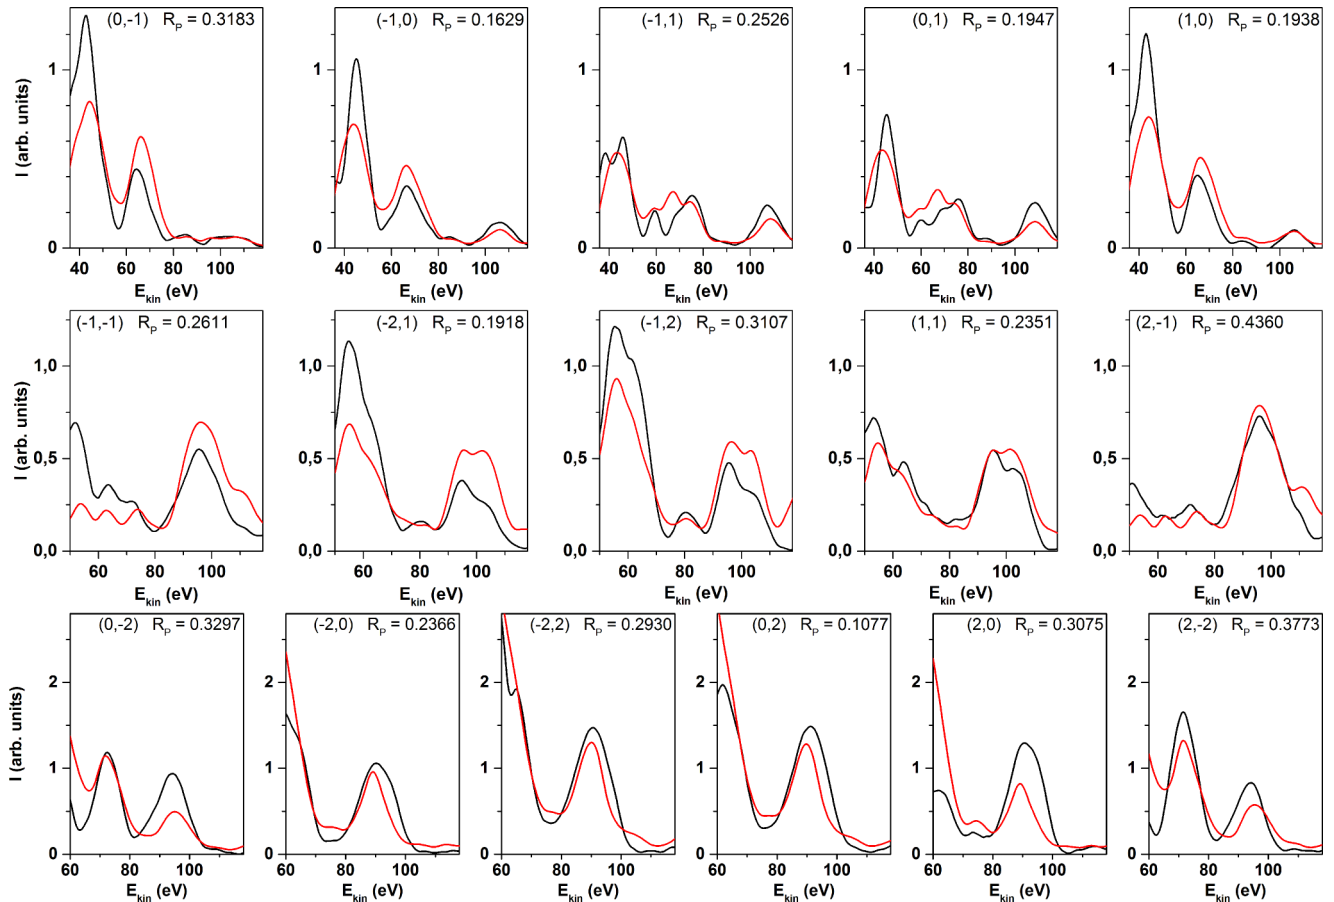 (0,-1) R_P = 0.3183 (-1,0) R_P = 0.1629 (-1,1) R_P = 0.2526 (0,1) R_P = 0.1947 (1,0) R_P = 0.1938
I (arb. units)
1
0
0
1
0
1
0
1
0
1
40 60 80 100 40 60 80 100 40 60 80 100 40 60 80 100 40 60 80 100
E_kin (eV) E_kin (eV) E_kin (eV) E_kin (eV) E_kin (eV)
(-1,-1) R_P = 0.2611 (-2,1) R_P = 0.1918 (-1,2) R_P = 0.3107 (1,1) R_P = 0.2351 (2,-1) R_P = 0.4360
I (arb. units)
1,0 1,0 1,0 1,0 1,0
0,5 0,5 0,5 0,5 0,5
0,0 0,0 0,0 0,0 0,0
60 80 100 60 80 100 60 80 100 60 80 100 60 80 100
E_kin (eV) E_kin (eV) E_kin (eV) E_kin (eV) E_kin (eV)
(0,-2) R_P = 0.3297 (-2,0) R_P = 0.2366 (-2,2) R_P = 0.2930 (0,2) R_P = 0.1077 (2,0) R_P = 0.3075 (2,-2) R_P = 0.3773
I (arb. units)
2 2 2 2 2 2
1 1 1 1 1 1
0 0 0 0 0 0
60 80 100 60 80 100 60 80 100 60 80 100 60 80 100 60 80 100
E_kin (eV) E_kin (eV) E_kin (eV) E_kin (eV) E_kin (eV) E_kin (eV)